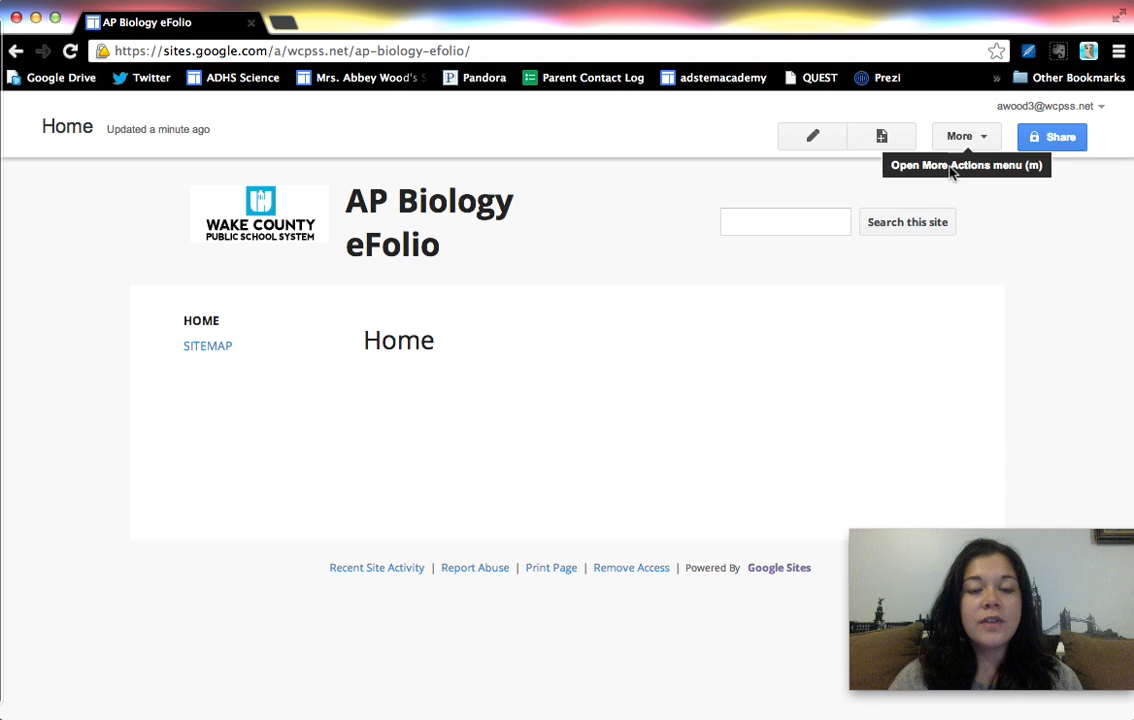 AP Biology eFolio
https://sites.google.com/a/wcpss.net/ap-biology-efolio/
Google Drive Twitter ADHS Science Mrs. Abbey Wood's Pandora Parent Contact Log adstemacademy QUEST Prezi » Other Bookmarks
awood3@wcpss.net
Home Updated a minute ago More Share
Open More Actions menu (m)
WAKE COUNTY
PUBLIC SCHOOL SYSTEM
AP Biology
eFolio
Search this site
HOME
SITEMAP
Home
Recent Site Activity | Report Abuse | Print Page | Remove Access | Powered By Google Sites